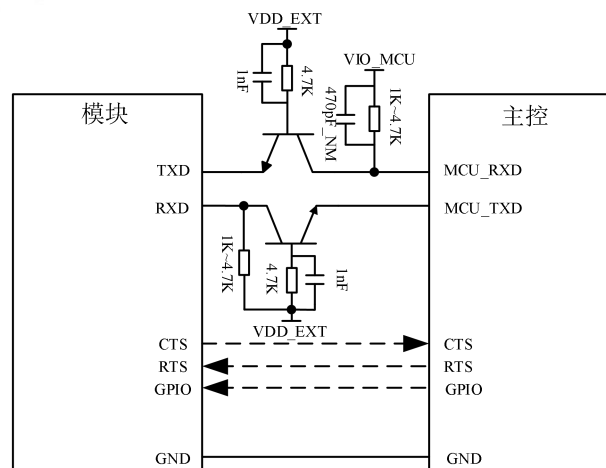 VDD_EXT
1nF
4.7K
VIO_MCU
470pF_NM
1K~4.7K
模块
主控
TXD
MCU_RXD
RXD
MCU_TXD
1K~4.7K
4.7K
1nF
VDD_EXT
CTS
CTS
RTS
RTS
GPIO
GPIO
GND
GND